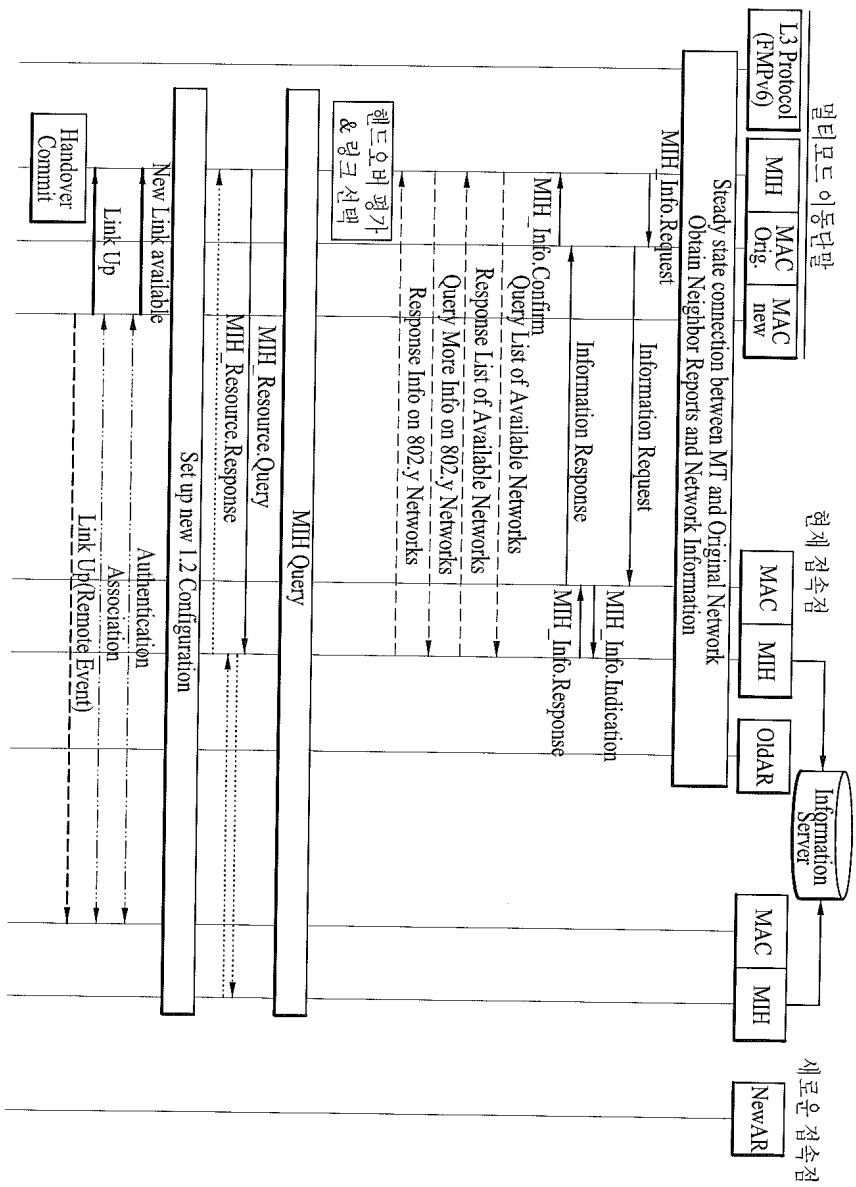 멀티모드 이동단말
현재 접속점
새로운 접속점
Information
Server
L3 Protocol
(FMPv6)
MIH
MAC
Orig.
MAC
new
MAC
MIH
OldAR
MAC
MIH
NewAR
Steady state connection between MT and Original Network
Obtain Neighbor Reports and Network Information
MIH_Info.Request
Information Request
MIH_Info.Indication
Information Response
MIH_Info.Response
MIH_Info.Confirm
Query List of Available Networks
Response List of Available Networks
Query More Info on 802.y Networks
Response Info on 802.y Networks
핸드오버 평가
& 링크 선택
MIH Query
MIH_Resource.Query
MIH_Resource.Response
Set up new 1.2 Configuration
New Link available
Authentication
Link Up
Association
Link Up(Remote Event)
Handover
Commit